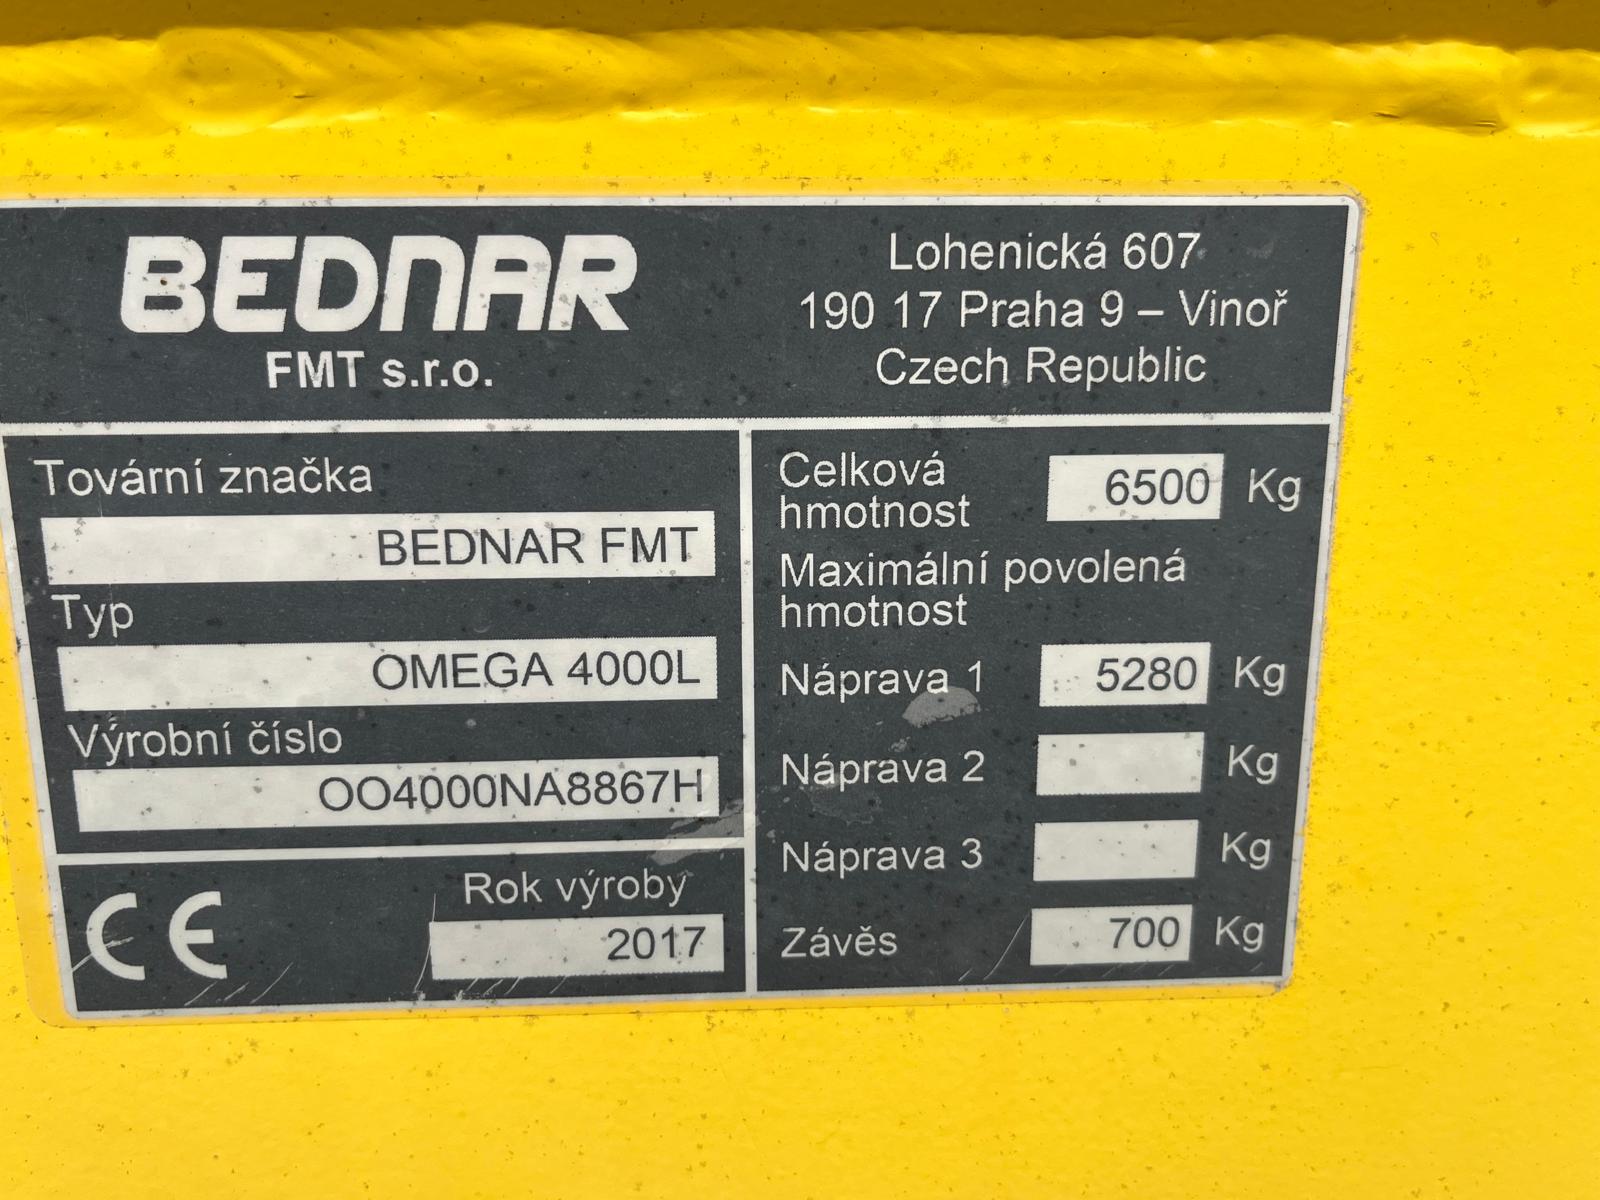 BEDNAR
FMT s.r.o.
Lohenická 607
190 17 Praha 9 – Vinoř
Czech Republic
Tovární značka
BEDNAR FMT
Typ
OMEGA 4000L
Výrobní číslo
OO4000NA8867H
CE
Rok výroby
2017
Celková
hmotnost
6500 Kg
Maximální povolená
hmotnost
Náprava 1 5280 Kg
Náprava 2 Kg
Náprava 3 Kg
Závěs 700 Kg